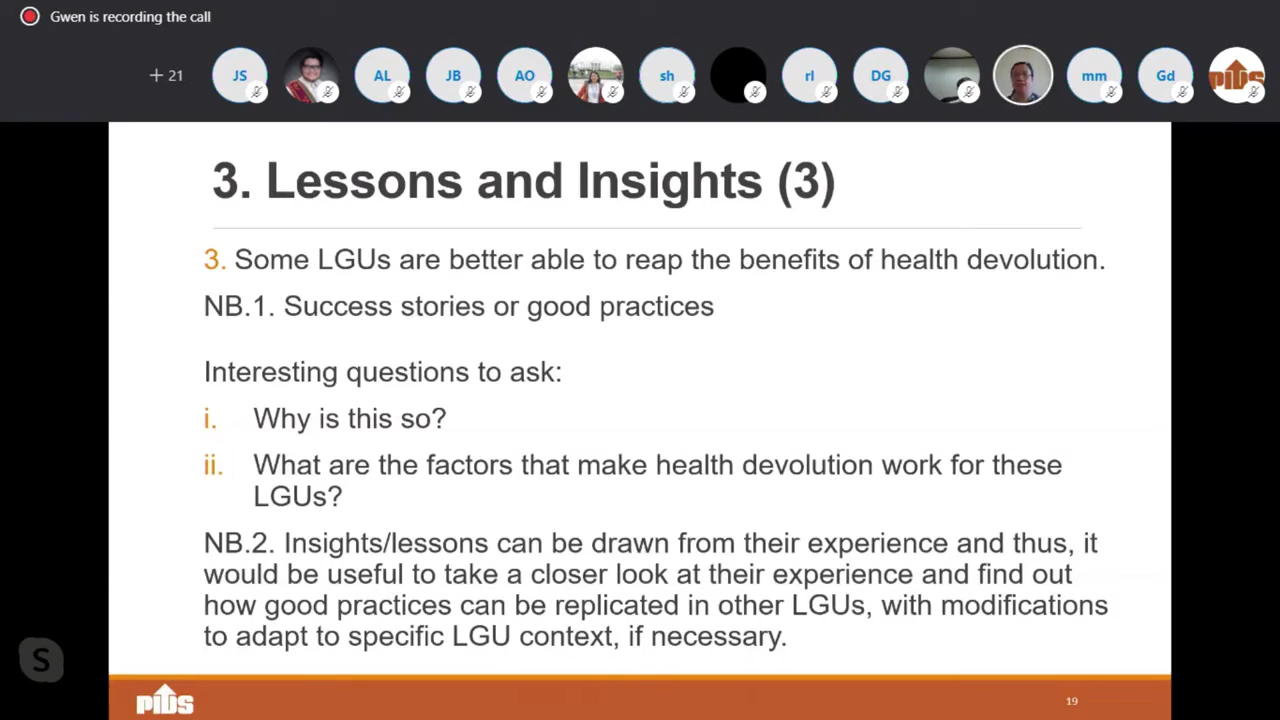 Gwen is recording the call
+ 21
JS
AL
JB
AO
sh
rl
DG
mm
Gd
PIDS
3. Lessons and Insights (3)
3. Some LGUs are better able to reap the benefits of health devolution.
NB.1. Success stories or good practices
Interesting questions to ask:
i. Why is this so?
ii. What are the factors that make health devolution work for these
LGUs?
NB.2. Insights/lessons can be drawn from their experience and thus, it
would be useful to take a closer look at their experience and find out
how good practices can be replicated in other LGUs, with modifications
to adapt to specific LGU context, if necessary.
S
PIDS
19